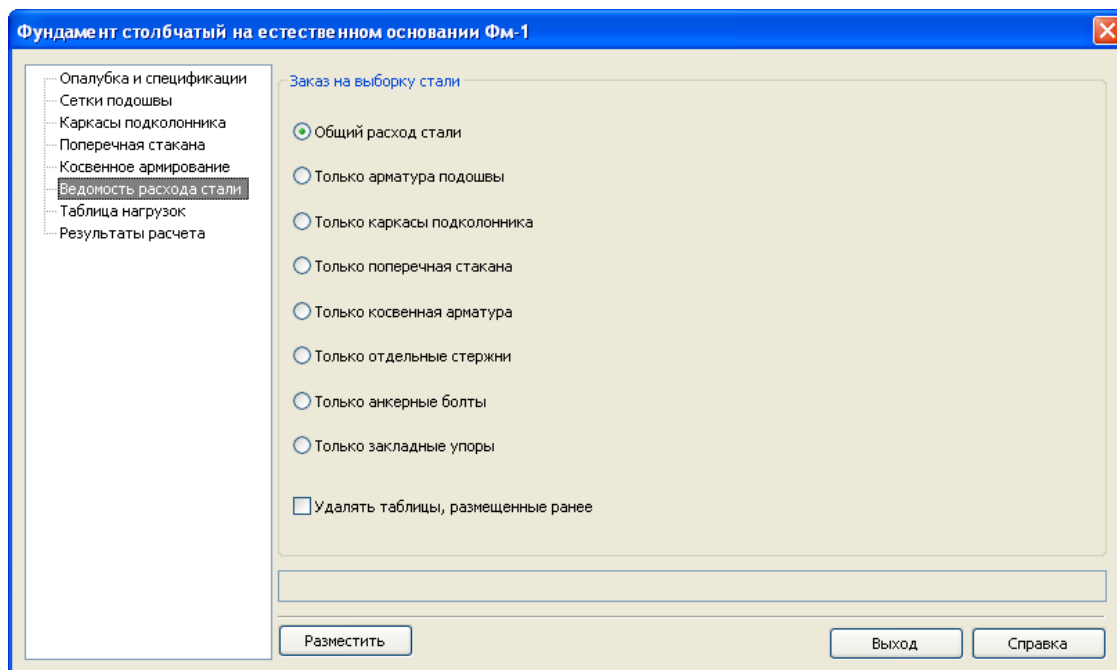 Фундамент столбчатый на естественном основании Фм-1
Опалубка и спецификации
Сетки подошвы
Каркасы подколонника
Поперечная стакана
Косвенное армирование
Ведомость расхода стали
Таблица нагрузок
Результаты расчета
Заказ на выборку стали
Общий расход стали
Только арматура подошвы
Только каркасы подколонника
Только поперечная стакана
Только косвенная арматура
Только отдельные стержни
Только анкерные болты
Только закладные упоры
Удалять таблицы, размещенные ранее
Разместить
Выход
Справка